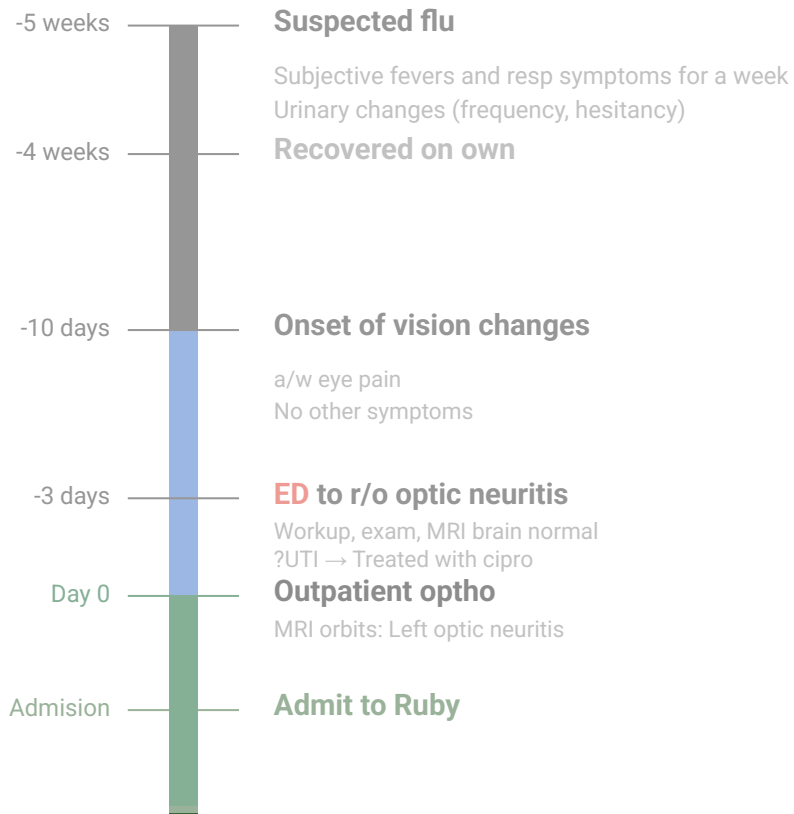 -5 weeks Suspected flu
Subjective fevers and resp symptoms for a week
Urinary changes (frequency, hesitancy)
-4 weeks Recovered on own
-10 days Onset of vision changes
a/w eye pain
No other symptoms
-3 days ED to r/o optic neuritis
Workup, exam, MRI brain normal
?UTI → Treated with cipro
Day 0 Outpatient optho
MRI orbits: Left optic neuritis
Admision Admit to Ruby